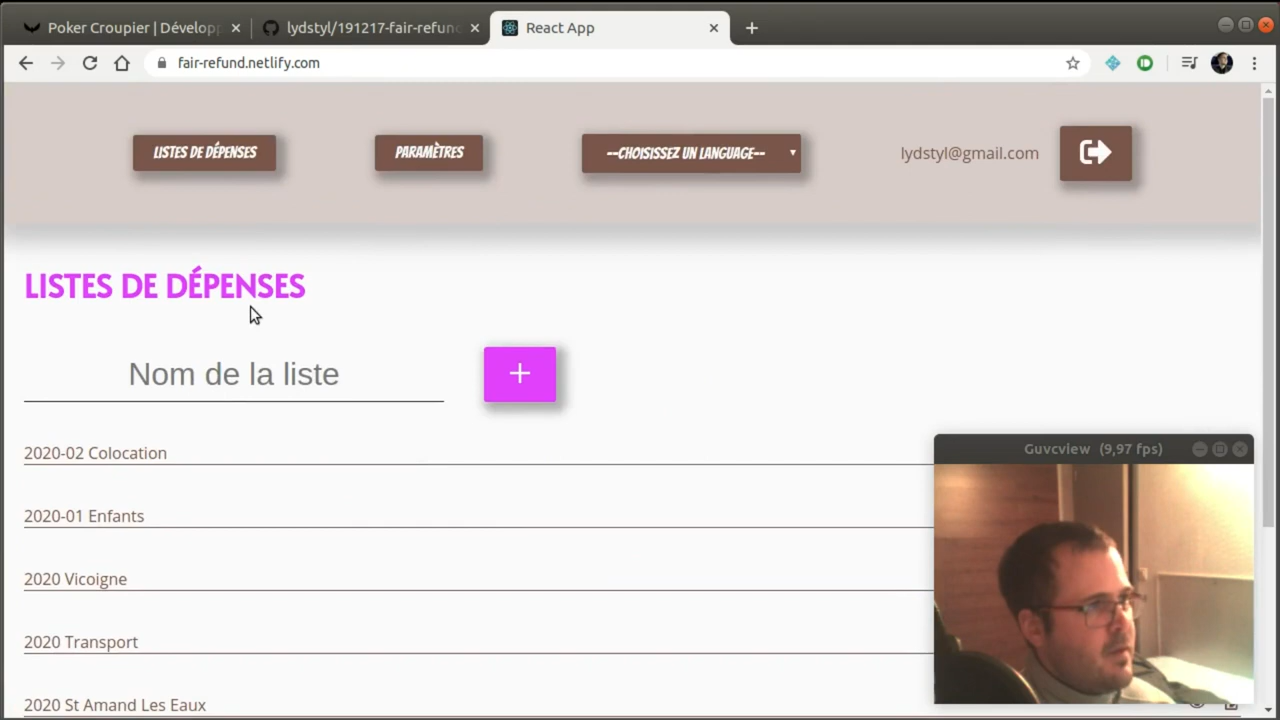 Poker Croupier | Dévelop
lydstyl/191217-fair-refun
React App
fair-refund.netlify.com
LISTES DE DÉPENSES
PARAMÈTRES
--CHOISISSEZ UN LANGUAGE--
lydstyl@gmail.com
LISTES DE DÉPENSES
Nom de la liste
+
2020-02 Colocation
2020-01 Enfants
2020 Vicoigne
2020 Transport
2020 St Amand Les Eaux
Guvcview (9,97 fps)